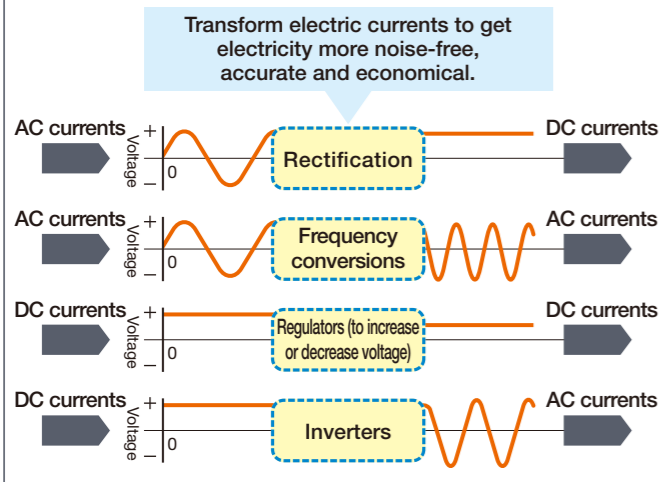 Transform electric currents to get
electricity more noise-free,
accurate and economical.
AC currents
+
Voltage
0
−
Rectification
DC currents
AC currents
+
Voltage
0
−
Frequency
conversions
AC currents
DC currents
+
Voltage
0
−
Regulators (to increase
or decrease voltage)
DC currents
DC currents
+
Voltage
0
−
Inverters
AC currents